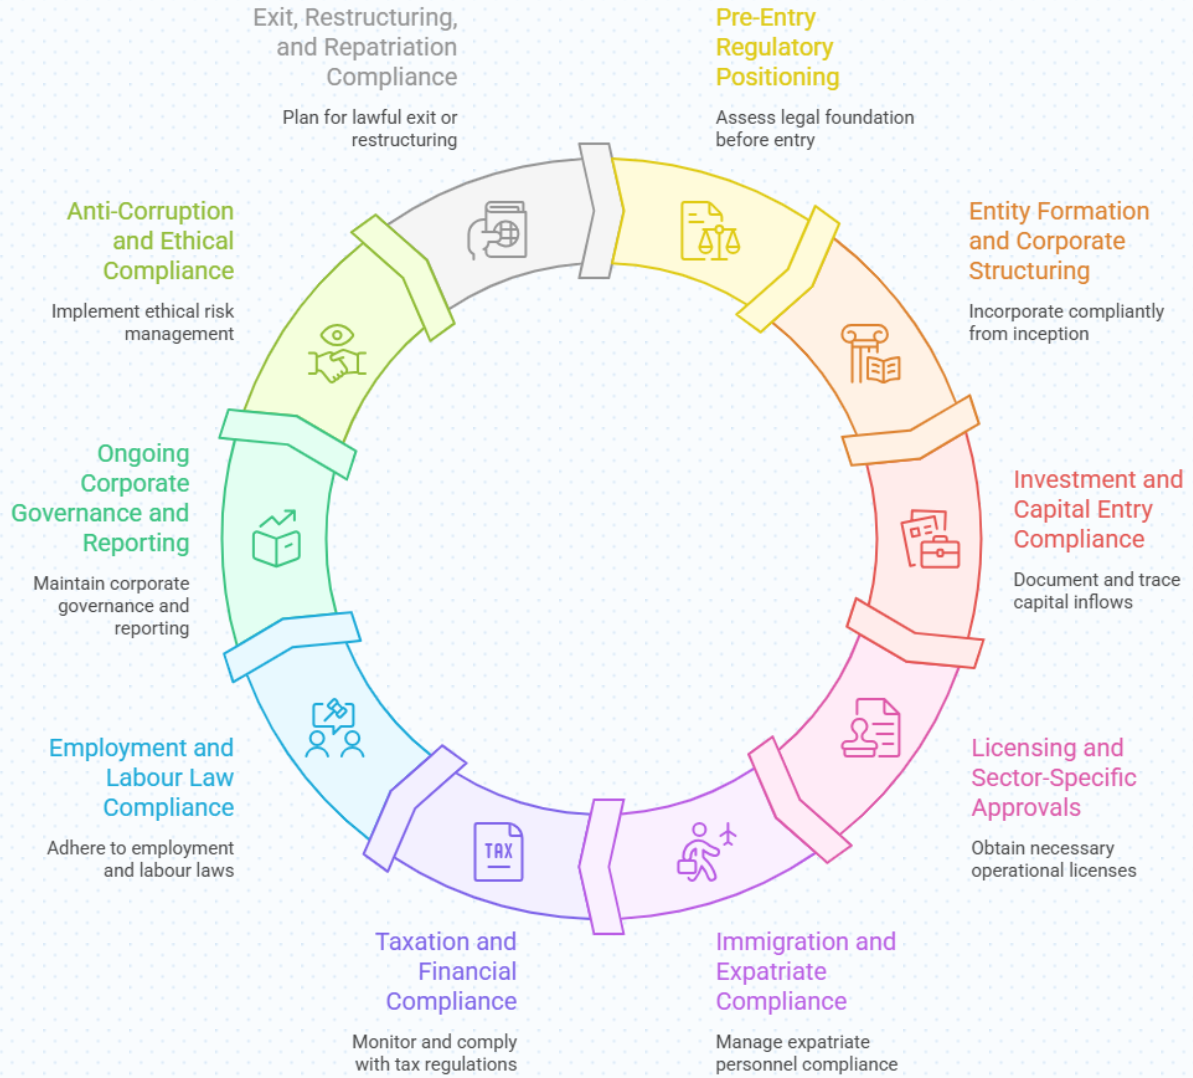 Exit, Restructuring,
and Repatriation
Compliance
Plan for lawful exit or
restructuring
Pre-Entry
Regulatory
Positioning
Assess legal foundation
before entry
Anti-Corruption
and Ethical
Compliance
Implement ethical risk
management
Entity Formation
and Corporate
Structuring
Incorporate compliantly
from inception
Ongoing
Corporate
Governance and
Reporting
Maintain corporate
governance and
reporting
Investment and
Capital Entry
Compliance
Document and trace
capital inflows
Employment and
Labour Law
Compliance
Adhere to employment
and labour laws
Licensing and
Sector-Specific
Approvals
Obtain necessary
operational licenses
TAX
Taxation and
Financial
Compliance
Monitor and comply
with tax regulations
Immigration and
Expatriate
Compliance
Manage expatriate
personnel compliance